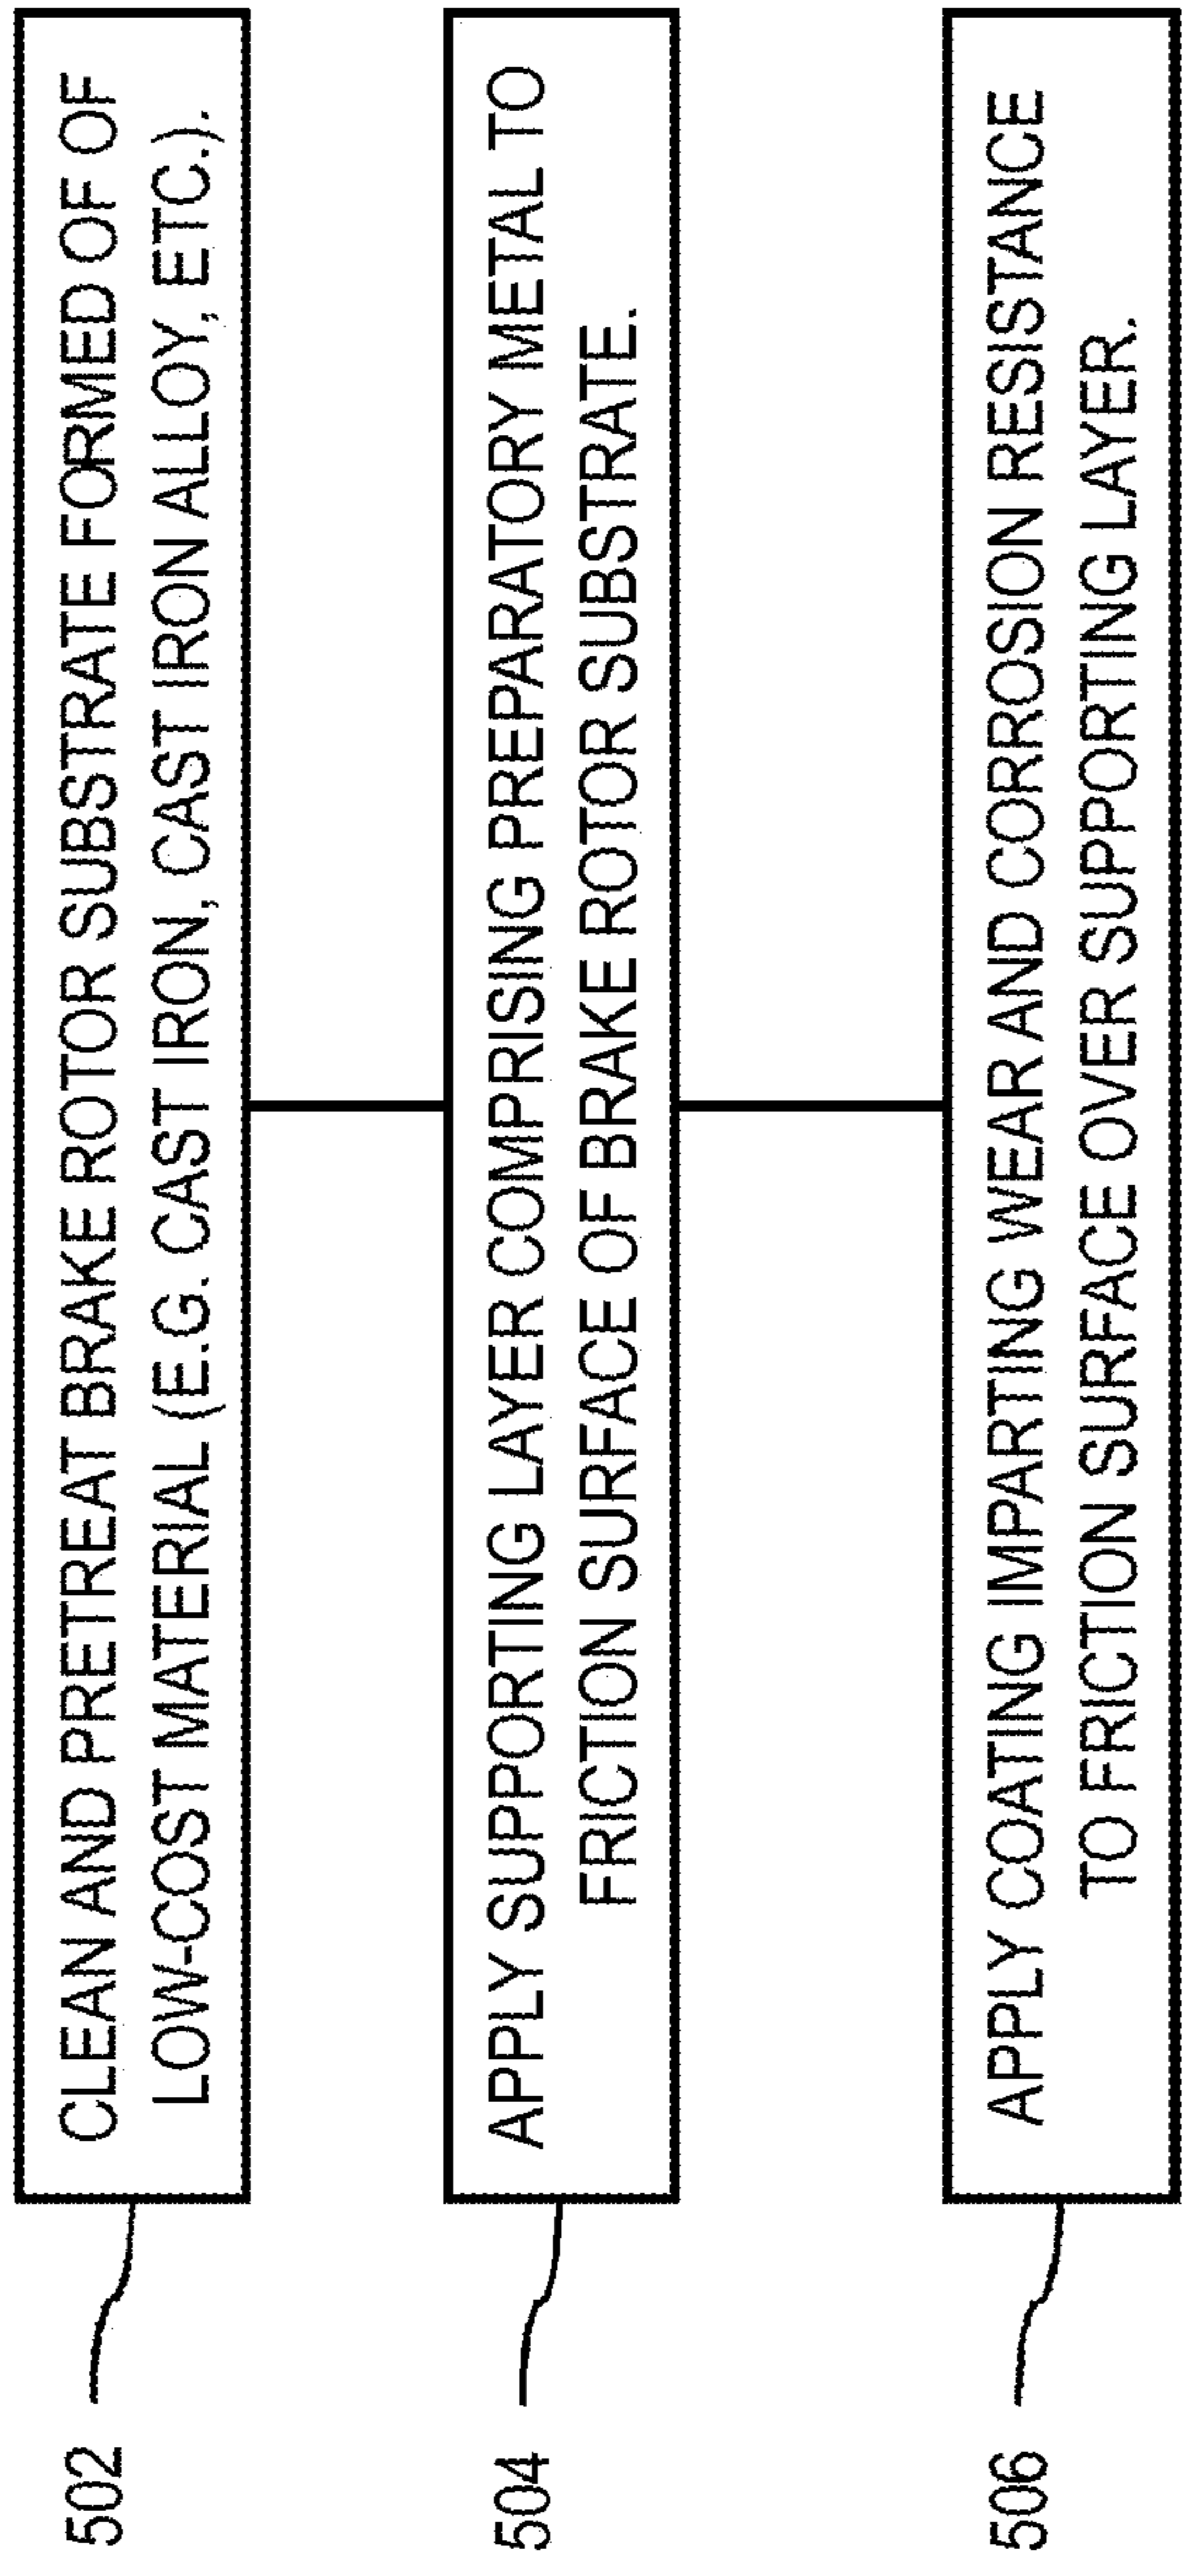 502
CLEAN AND PRETREAT BRAKE ROTOR SUBSTRATE FORMED OF OF
LOW-COST MATERIAL (E.G. CAST IRON, CAST IRON ALLOY, ETC.).
504
APPLY SUPPORTING LAYER COMPRISING PREPARATORY METAL TO
FRICTION SURFACE OF BRAKE ROTOR SUBSTRATE.
506
APPLY COATING IMPARTING WEAR AND CORROSION RESISTANCE
TO FRICTION SURFACE OVER SUPPORTING LAYER.